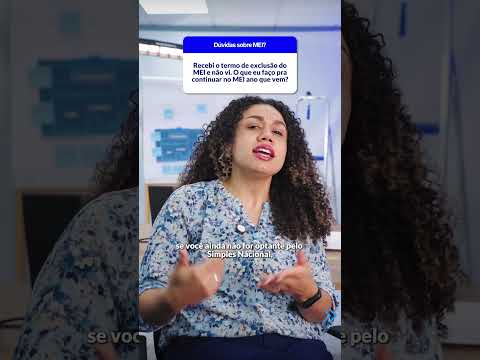 Dúvidas sobre MEI?
Recebi o termo de exclusão do
MEI e não vi. O que eu faço pra
continuar no MEI ano que vem?
se você ainda não for optante pelo
Simples Nacional,
se você
te pelo